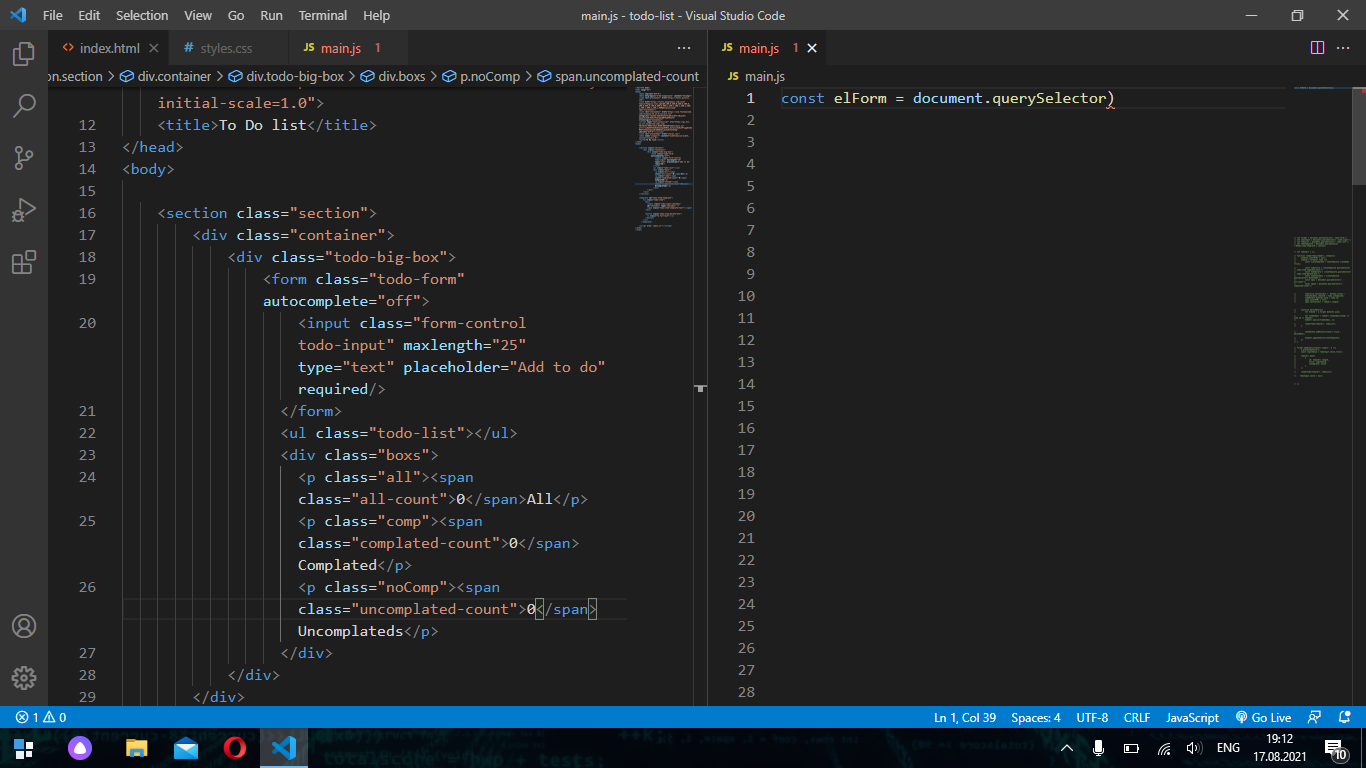 File Edit Selection View Go Run Terminal Help main.js - todo-list - Visual Studio Code
index.html styles.css JS main.js 1
on.section > div.container > div.todo-big-box > div.boxs > p.noComp > span.uncomplated-count
initial-scale=1.0">
12 <title>To Do list</title>
13 </head>
14 <body>
15
16 <section class="section">
17 <div class="container">
18 <div class="todo-big-box">
19 <form class="todo-form"
autocomplete="off">
20 <input class="form-control
todo-input" maxlength="25"
type="text" placeholder="Add to do"
required/>
21 </form>
22 <ul class="todo-list"></ul>
23 <div class="boxs">
24 <p class="all"><span
class="all-count">0</span>All</p>
25 <p class="comp"><span
class="complated-count">0</span>
Complated</p>
26 <p class="noComp"><span
class="uncomplated-count">0</span>
Uncomplateds</p>
27 </div>
28 </div>
29 </div>
JS main.js 1
JS main.js
1 const elForm = document.querySelector)
2
3
4
5
6
7
8
9
10
11
12
13
14
15
16
17
18
19
20
21
22
23
24
25
26
27
28
1 0 Ln 1, Col 39 Spaces: 4 UTF-8 CRLF JavaScript Go Live
ENG 19:12
17.08.2021
10